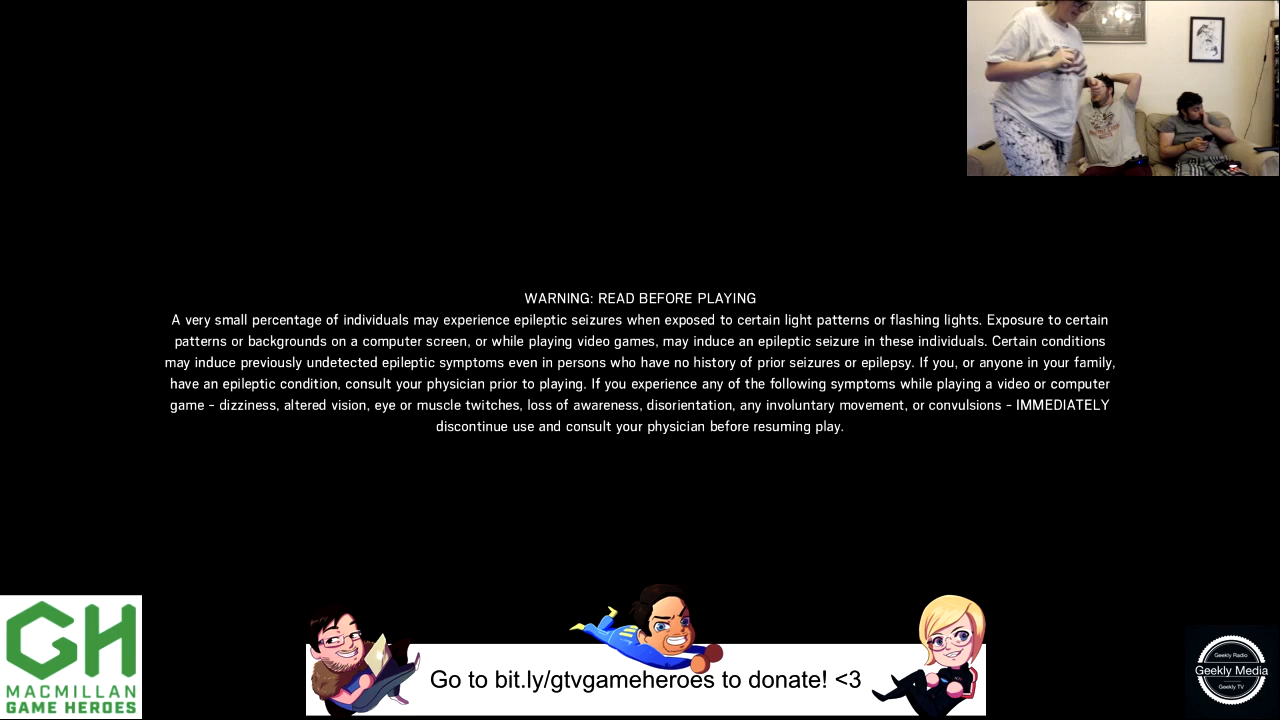 WARNING: READ BEFORE PLAYING
A very small percentage of individuals may experience epileptic seizures when exposed to certain light patterns or flashing lights. Exposure to certain
patterns or backgrounds on a computer screen, or while playing video games, may induce an epileptic seizure in these individuals. Certain conditions
may induce previously undetected epileptic symptoms even in persons who have no history of prior seizures or epilepsy. If you, or anyone in your family,
have an epileptic condition, consult your physician prior to playing. If you experience any of the following symptoms while playing a video or computer
game – dizziness, altered vision, eye or muscle twitches, loss of awareness, disorientation, any involuntary movement, or convulsions – IMMEDIATELY
discontinue use and consult your physician before resuming play.
GH
MACMILLAN
GAME HEROES
Go to bit.ly/gtvgameheroes to donate! <3
Geekly Radio
Geekly Media
Geekly TV